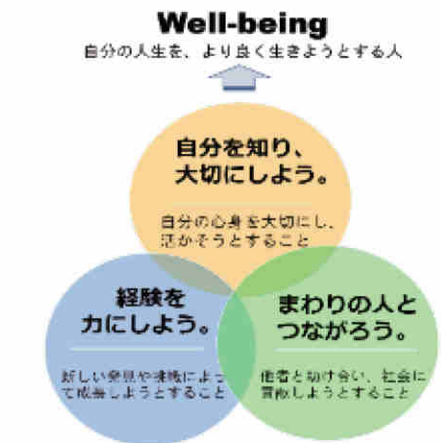 Well-being
自分の人生を、より良く生きようとする人
自分を知り、
大切にしよう。
自分の心身を大切にし、
活かそうとすること
経験を
力にしよう。
新しい発見や挑戦によっ
て成長しようとすること
まわりの人と
つながろう。
他者と助け合い、社会に
貢献しようとすること